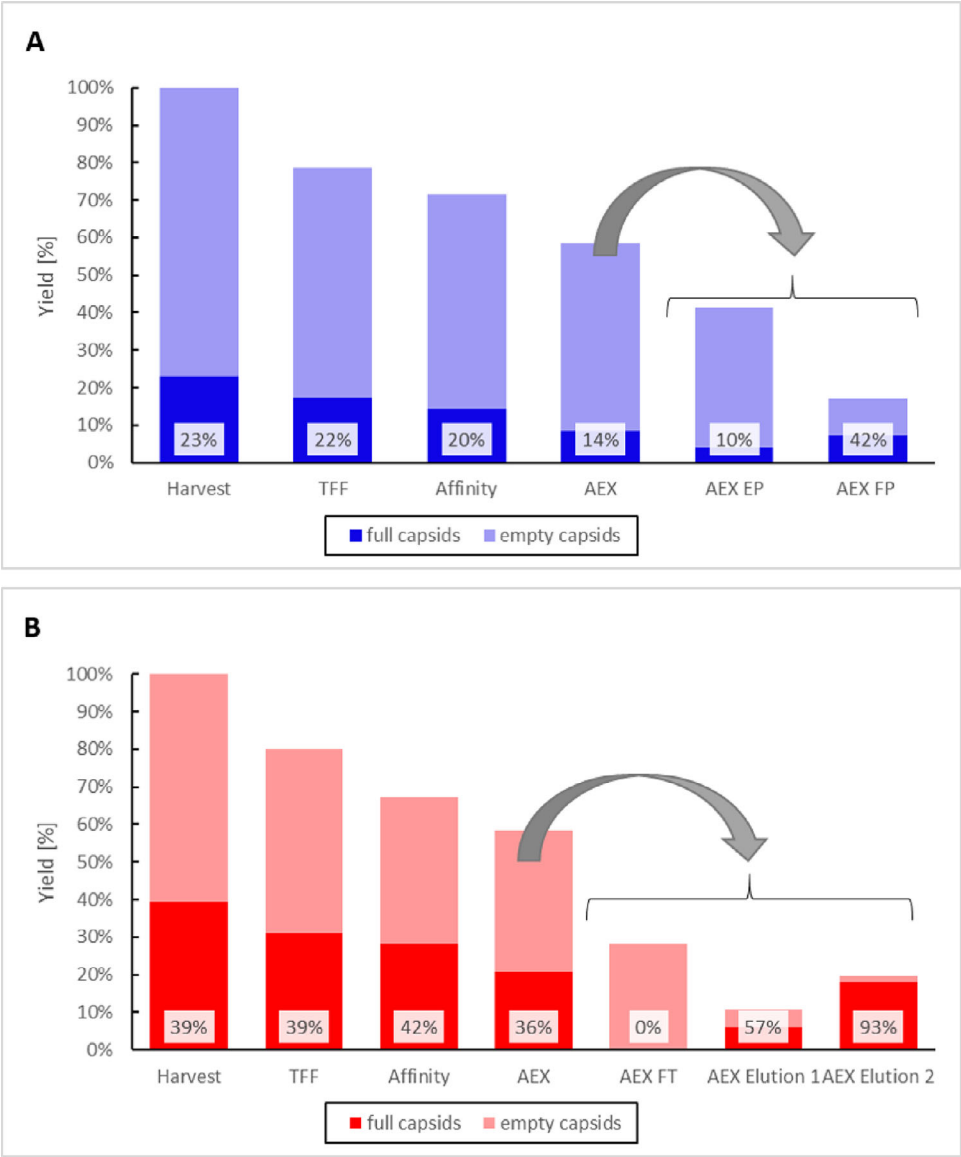 A
100%
90%
80%
70%
60%
50%
40%
30%
20%
10%
0%
Yield [%]
23%
22%
20%
14%
10%
42%
Harvest
TFF
Affinity
AEX
AEX EP
AEX FP
full capsids
empty capsids
B
100%
90%
80%
70%
60%
50%
40%
30%
20%
10%
0%
Yield [%]
39%
39%
42%
36%
0%
57%
93%
Harvest
TFF
Affinity
AEX
AEX FT
AEX Elution 1
AEX Elution 2
full capsids
empty capsids